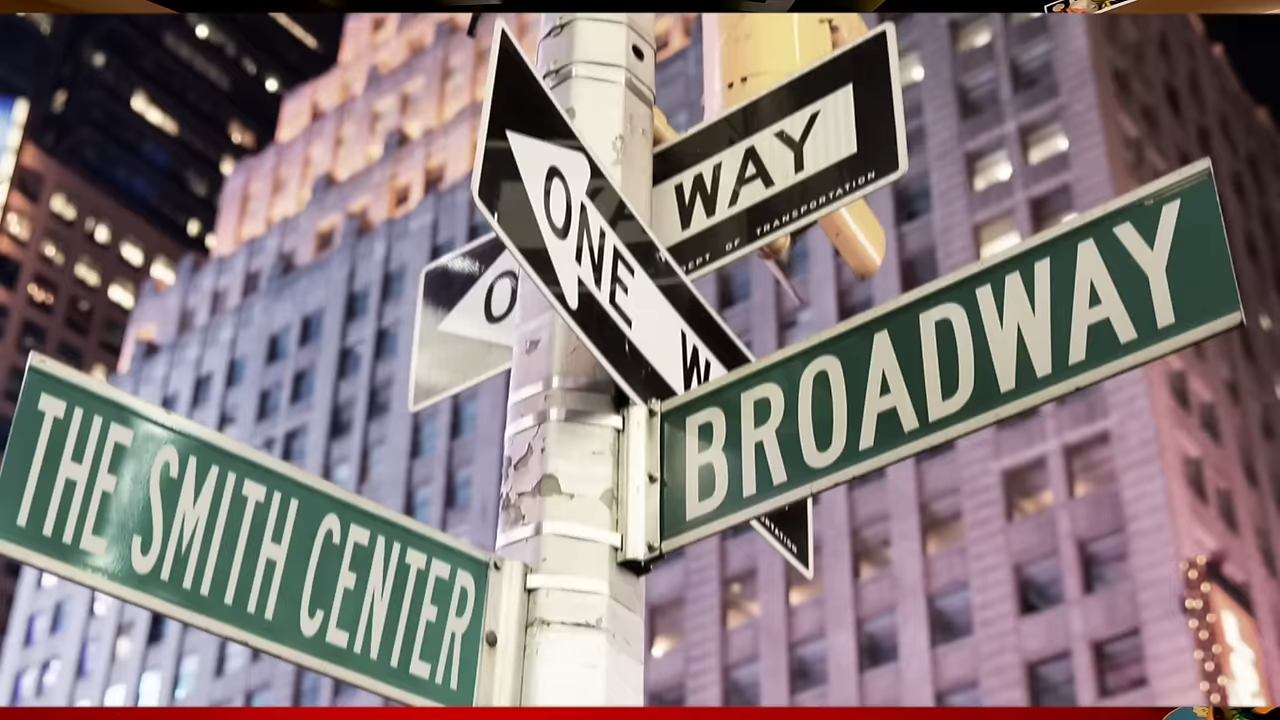 ONE W
WAY
DEPT OF TRANSPORTATION
O
BROADWAY
THE SMITH CENTER